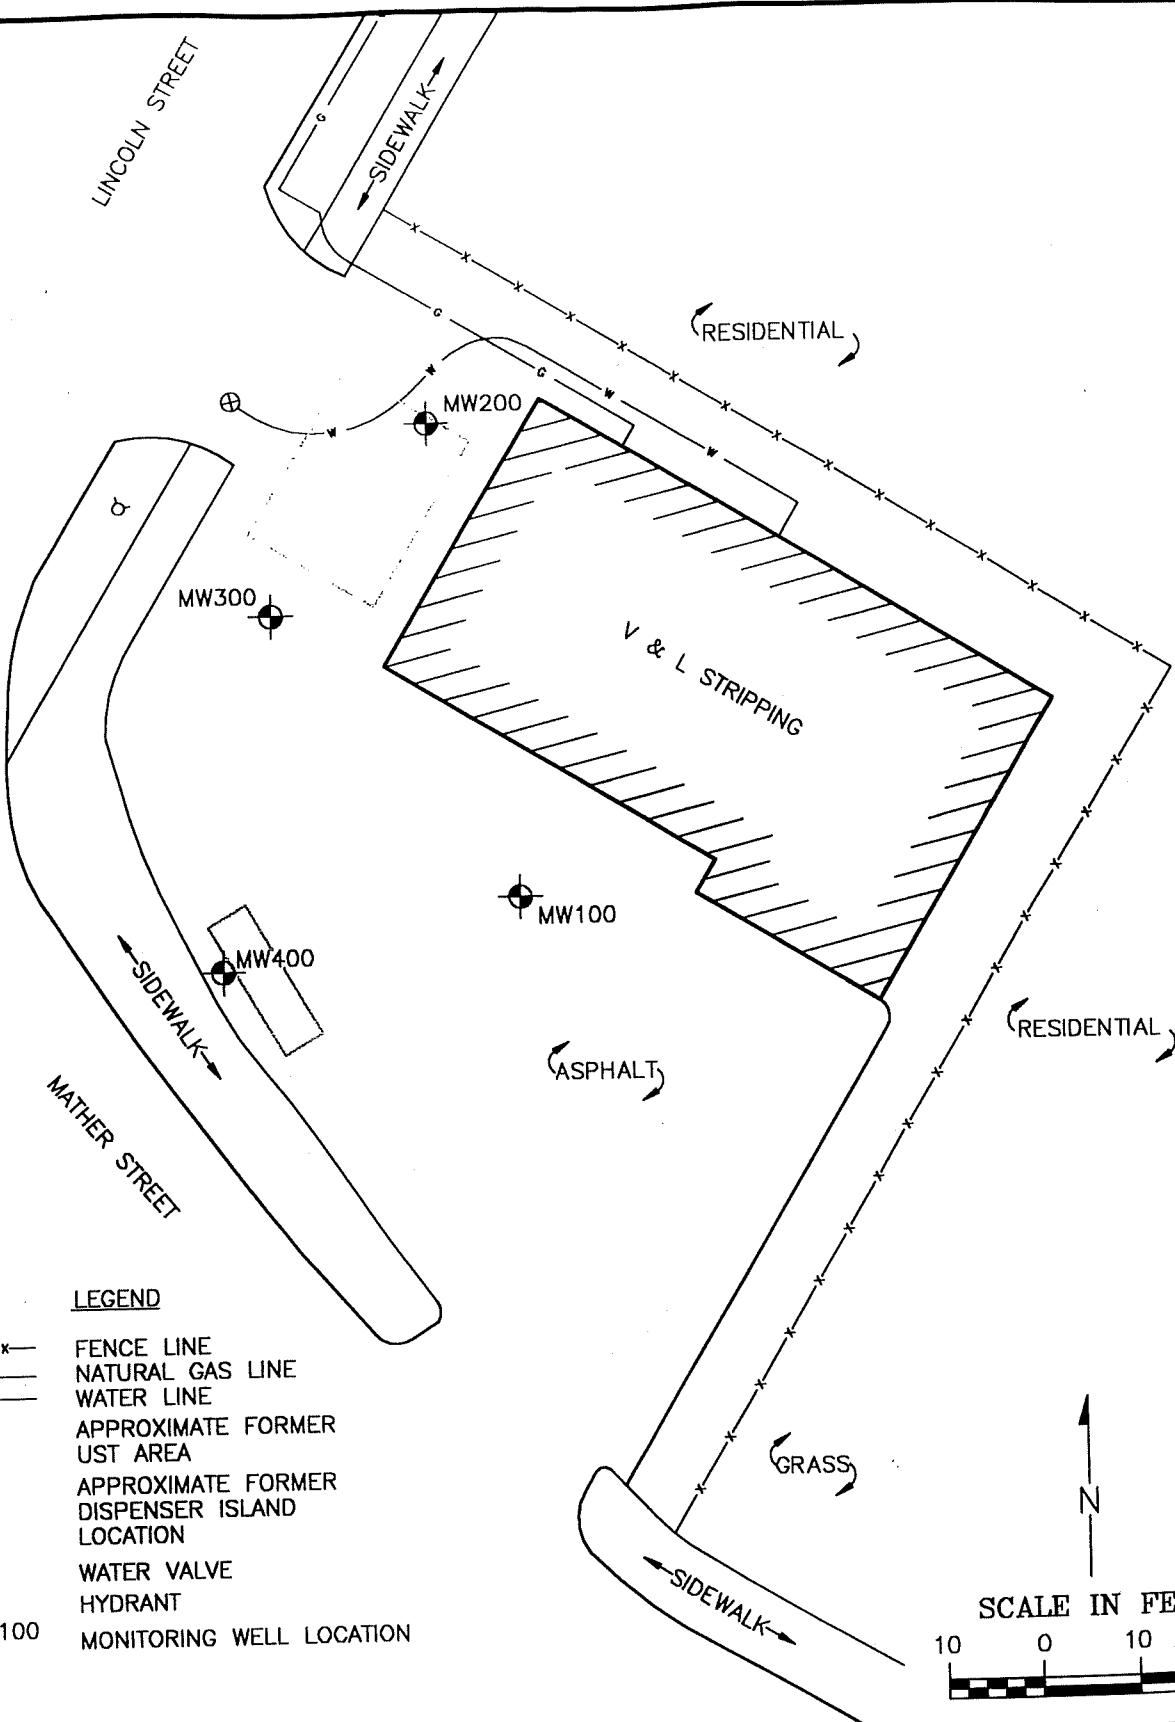 LINCOLN STREET
SIDEWALK
G
x
RESIDENTIAL
G
W
G
W
MW200
W
W
MW300
V & L STRIPPING
MW100
MW400
SIDEWALK
RESIDENTIAL
ASPHALT
MATHER STREET
LEGEND
x FENCE LINE
NATURAL GAS LINE
WATER LINE
APPROXIMATE FORMER
UST AREA
APPROXIMATE FORMER
DISPENSER ISLAND
LOCATION
WATER VALVE
HYDRANT
100 MONITORING WELL LOCATION
GRASS
SIDEWALK
N
SCALE IN FE
10 0 10